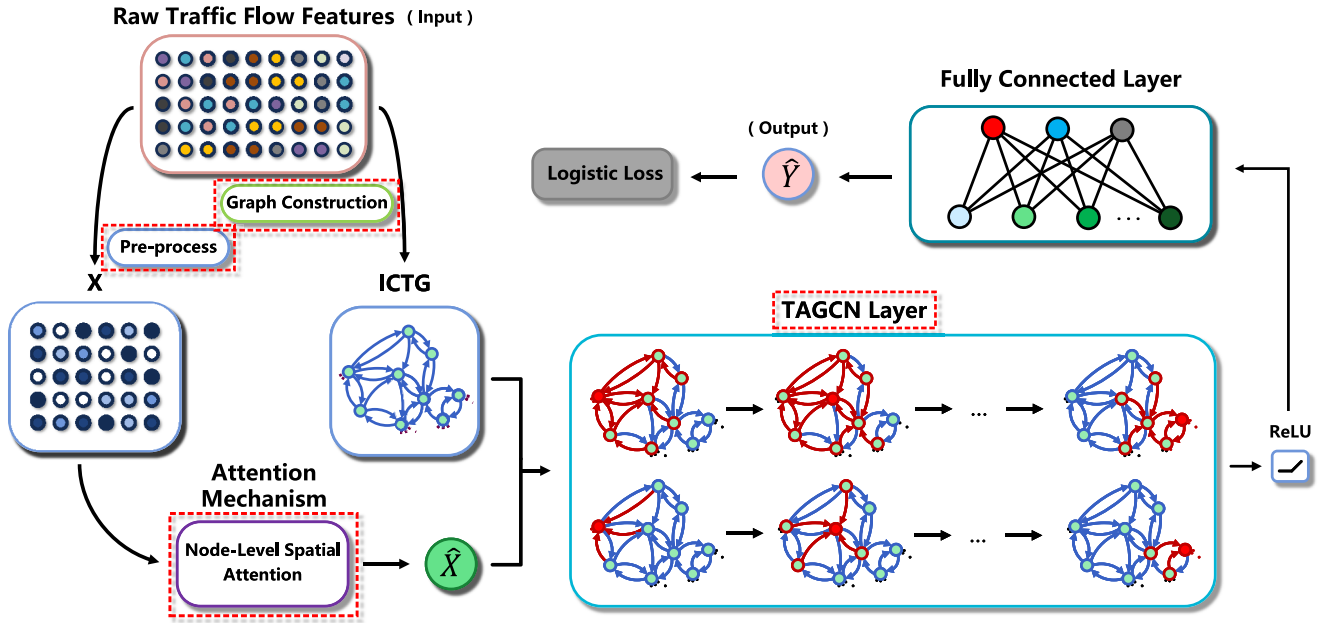 Raw Traffic Flow Features ( Input )
Graph Construction
Pre-process
X
ICTG
Attention
Mechanism
Node-Level Spatial
Attention
X̂
TAGCN Layer
...
...
ReLU
Fully Connected Layer
...
( Output )
Ŷ
Logistic Loss